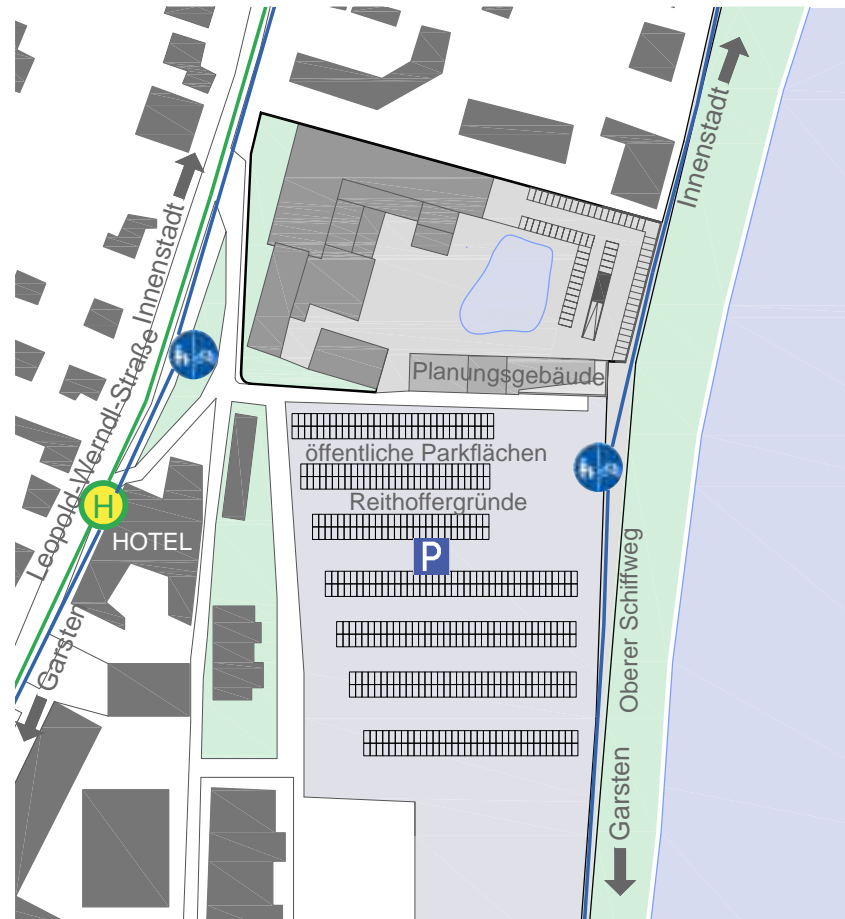 Innenstadt
Innenstadt
Leopold-Werndl-Straße
Planungsgebäude
öffentliche Parkflächen
Reithoffergründe
H
HOTEL
P
Oberer Schiffweg
Garsten
Garsten